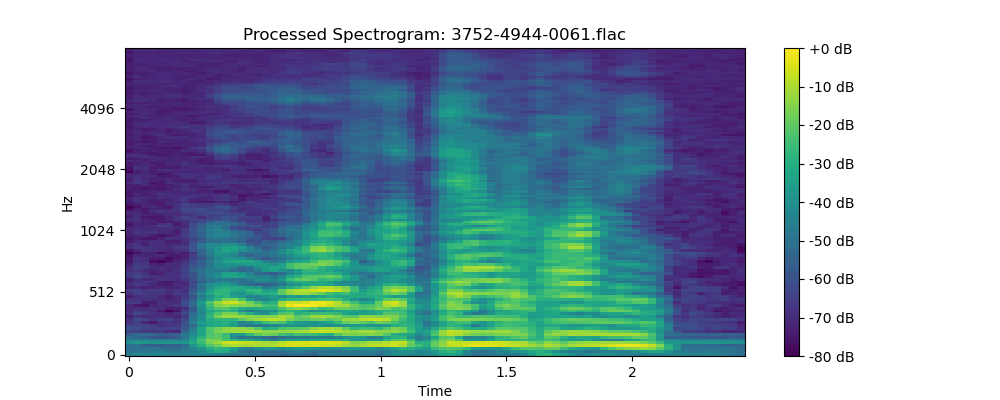 Processed Spectrogram: 3752-4944-0061.flac
Hz
4096
2048
1024
512
0
0
0.5
1
1.5
2
Time
+0 dB
-10 dB
-20 dB
-30 dB
-40 dB
-50 dB
-60 dB
-70 dB
-80 dB